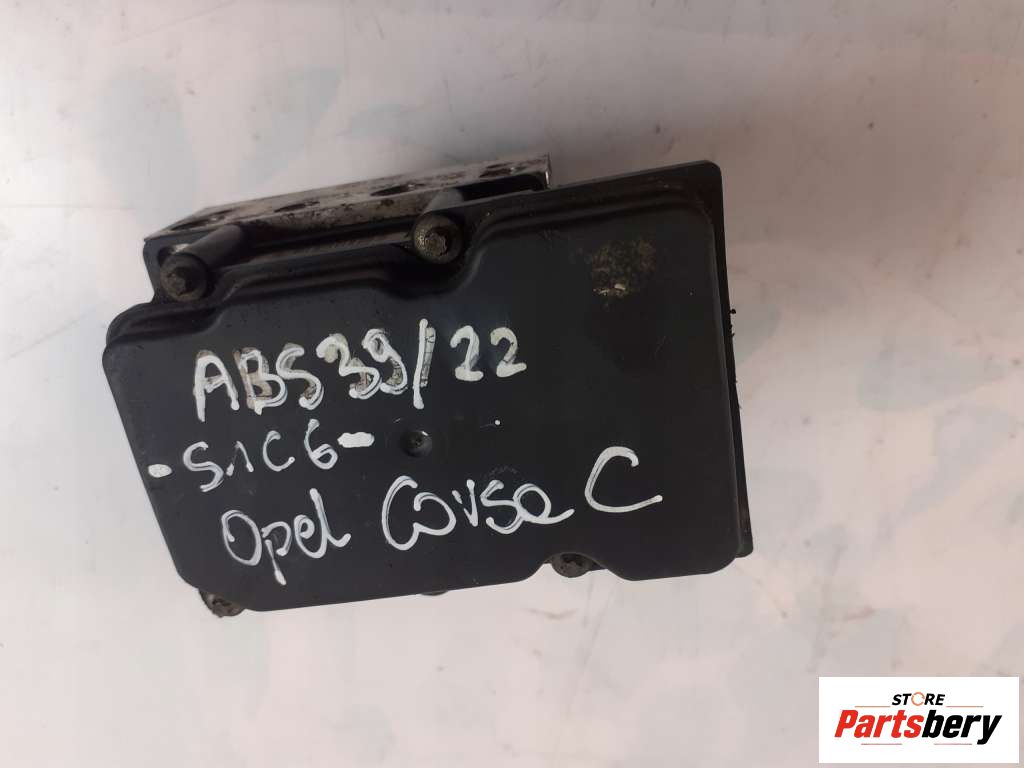 ABS39/22
-S1C6-
Opel Corsa C
STORE
Partsbery